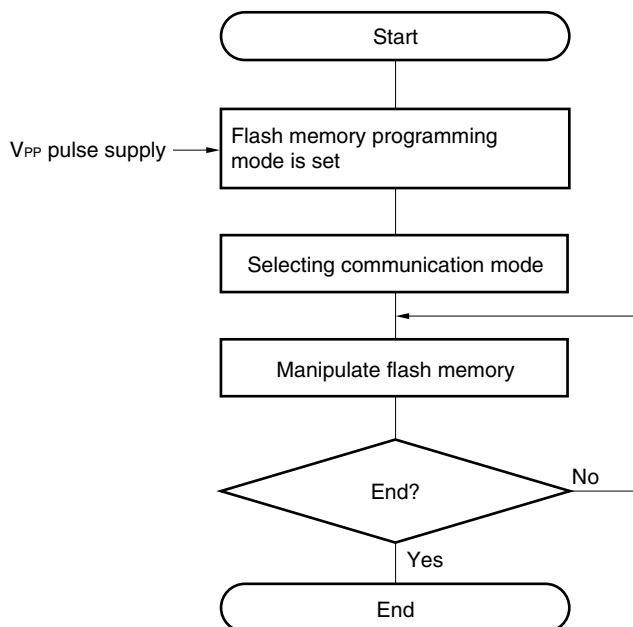 Start
Flash memory programming
mode is set
VPP pulse supply
Selecting communication mode
Manipulate flash memory
End?
No
Yes
End